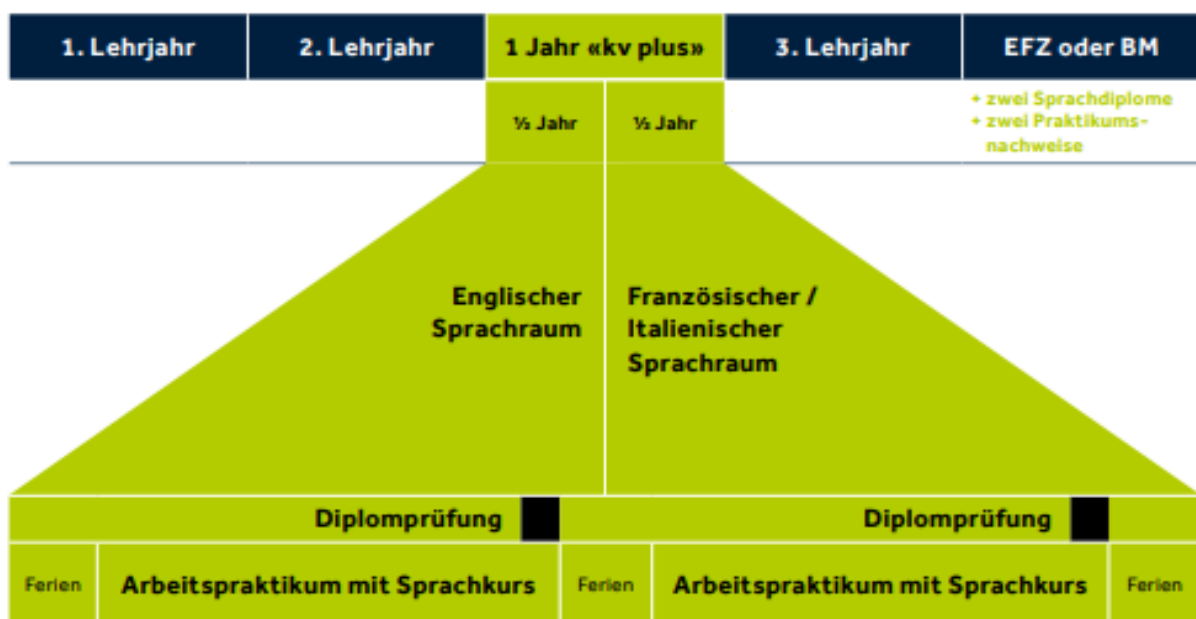 1. Lehrjahr
2. Lehrjahr
1 Jahr «kv plus»
3. Lehrjahr
EFZ oder BM
½ Jahr
½ Jahr
+ zwei Sprachdiplome
+ zwei Praktikums-
nachweise
Englischer
Sprachraum
Französischer /
Italienischer
Sprachraum
Diplomprüfung
Diplomprüfung
Ferien
Arbeitspraktikum mit Sprachkurs
Ferien
Arbeitspraktikum mit Sprachkurs
Ferien